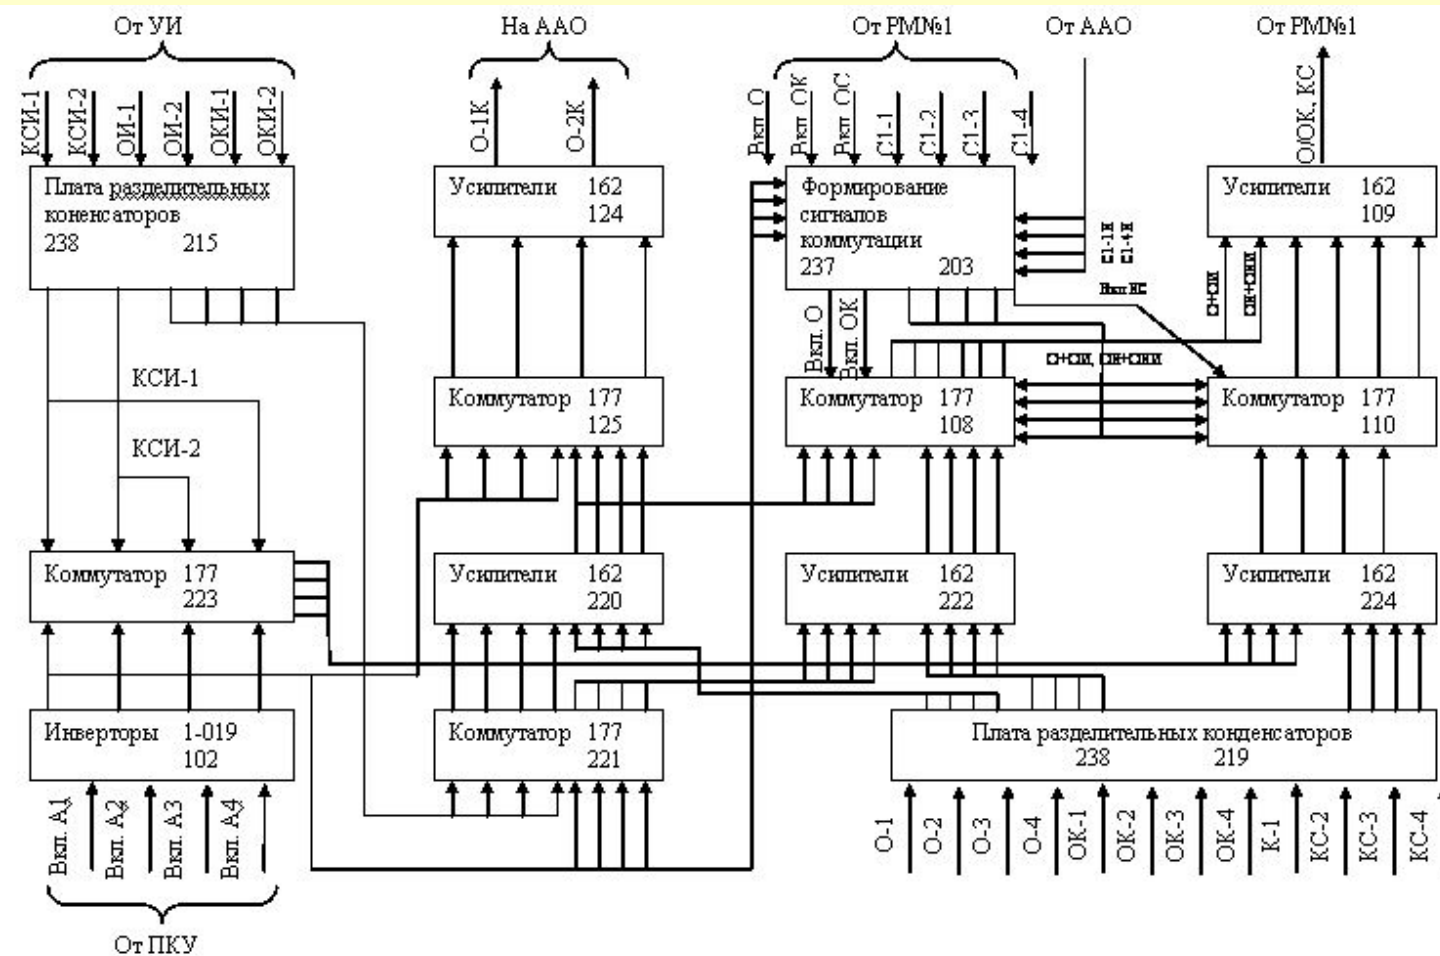 От УИ
На ААО
От РМ№1
От ААО
От РМ№1
КСИ-1
КСИ-2
ОИ-1
ОИ-2
ОКИ-1
ОКИ-2
О-1К
О-2К
Вкл. О
Вкл. ОК
Вкл. ОС
С1-1
С1-2
С1-3
С1-4
О/ОК, КС
Плата разделительных
коненсаторов
238 215
Усилители 162
124
Формирование
сигналов
коммутации
237 203
Усилители 162
109
С1-1И
С1-4И
Вкл. О
Вкл. ОК
КСИ-1
Коммутатор 177
125
Коммутатор 177
108
Коммутатор 177
110
КСИ-2
Коммутатор 177
223
Усилители 162
220
Усилители 162
222
Усилители 162
224
Инверторы 1-019
102
Коммутатор 177
221
Плата разделительных конденсаторов
238 219
Вкл. А1
Вкл. А2
Вкл. А3
Вкл. А4
О-1
О-2
О-3
О-4
ОК-1
ОК-2
ОК-3
ОК-4
К-1
КС-2
КС-3
КС-4
От ПКУ